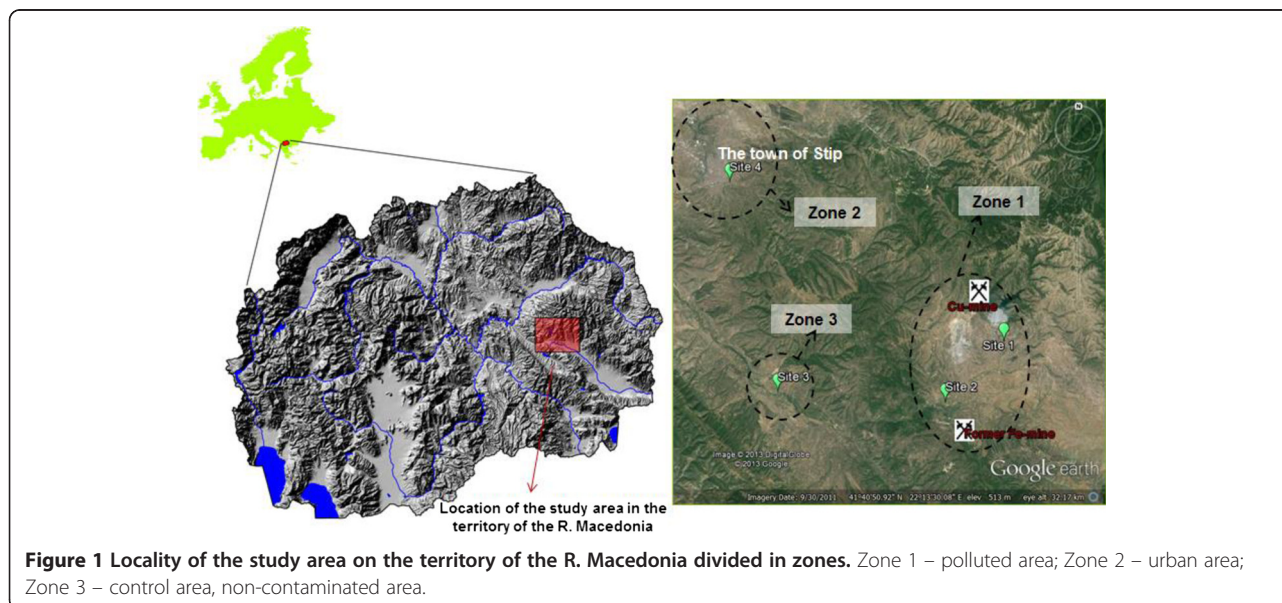 N
The town of Stip
Site 4
Zone 2
Zone 1
Cu-mine
Site 1
Zone 3
Site 3
Site 2
Former Fe-mine
Image © 2013 DigitalGlobe
© 2013 Google
Google earth
Imagery Date: 9/30/2011 41°40'50.92" N 22°13'30.08" E elev 513 m eye alt 32.17 km
Location of the study area in the
territory of the R. Macedonia
Figure 1 Locality of the study area on the territory of the R. Macedonia divided in zones. Zone 1 – polluted area; Zone 2 – urban area;
Zone 3 – control area, non-contaminated area.